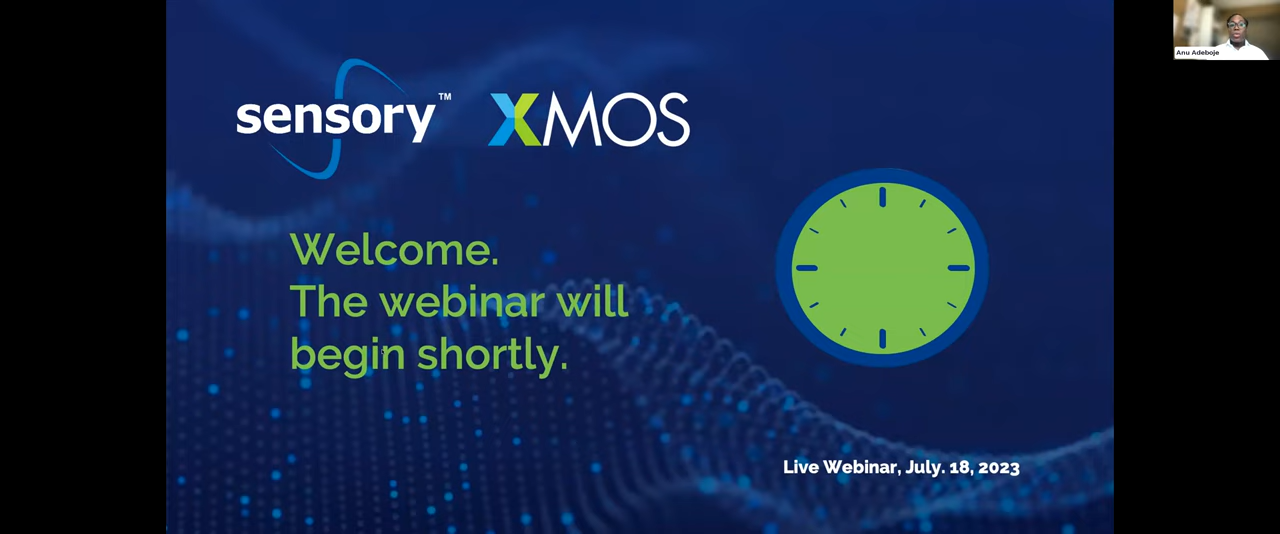 sensory™
XMOS
Welcome.
The webinar will
begin shortly.
Live Webinar, July. 18, 2023
Anu Adeboje